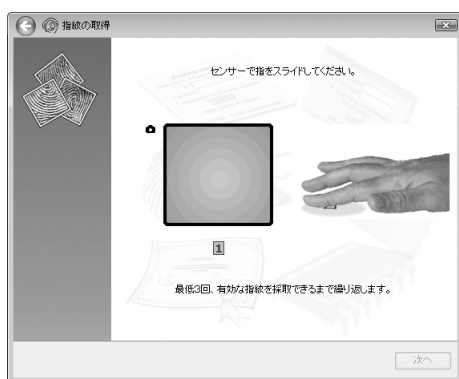 指紋の取得
センサーで指をスライドしてください。
1
最低3回、有効な指紋を採取できるまで繰り返します。
次へ